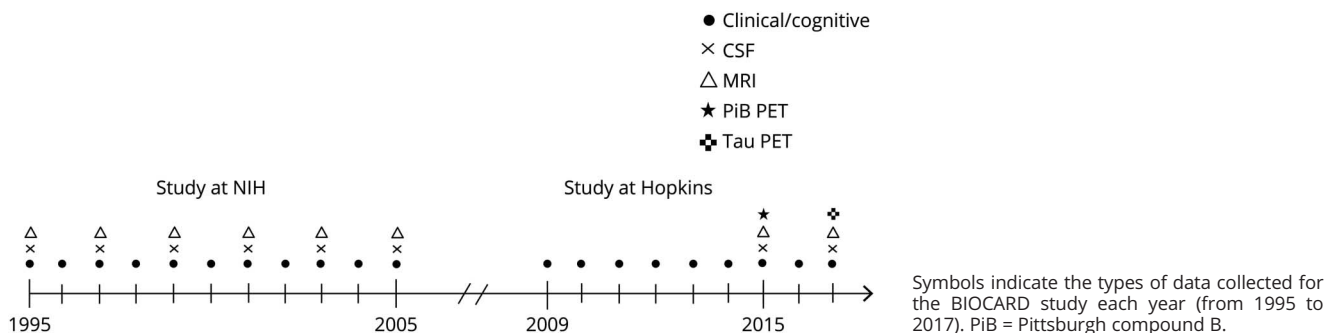 Clinical/cognitive
CSF
MRI
PiB PET
Tau PET
Study at NIH
Study at Hopkins
1995
2005
2009
2015
Symbols indicate the types of data collected for
the BIOCARD study each year (from 1995 to
2017). PiB = Pittsburgh compound B.